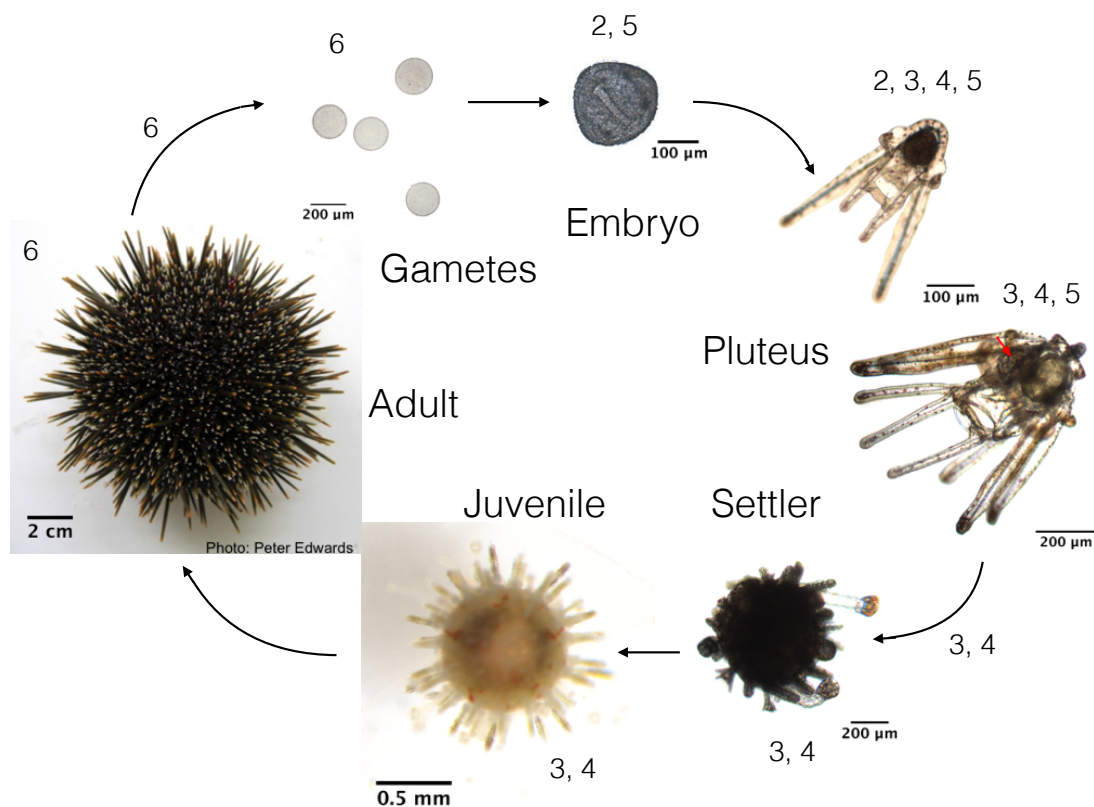 6
2, 5
2, 3, 4, 5
6
100 µm
200 µm
Embryo
6
Gametes
100 µm
3, 4, 5
Pluteus
Adult
Juvenile
Settler
2 cm
Photo: Peter Edwards
200 µm
3, 4
200 µm
3, 4
3, 4
0.5 mm